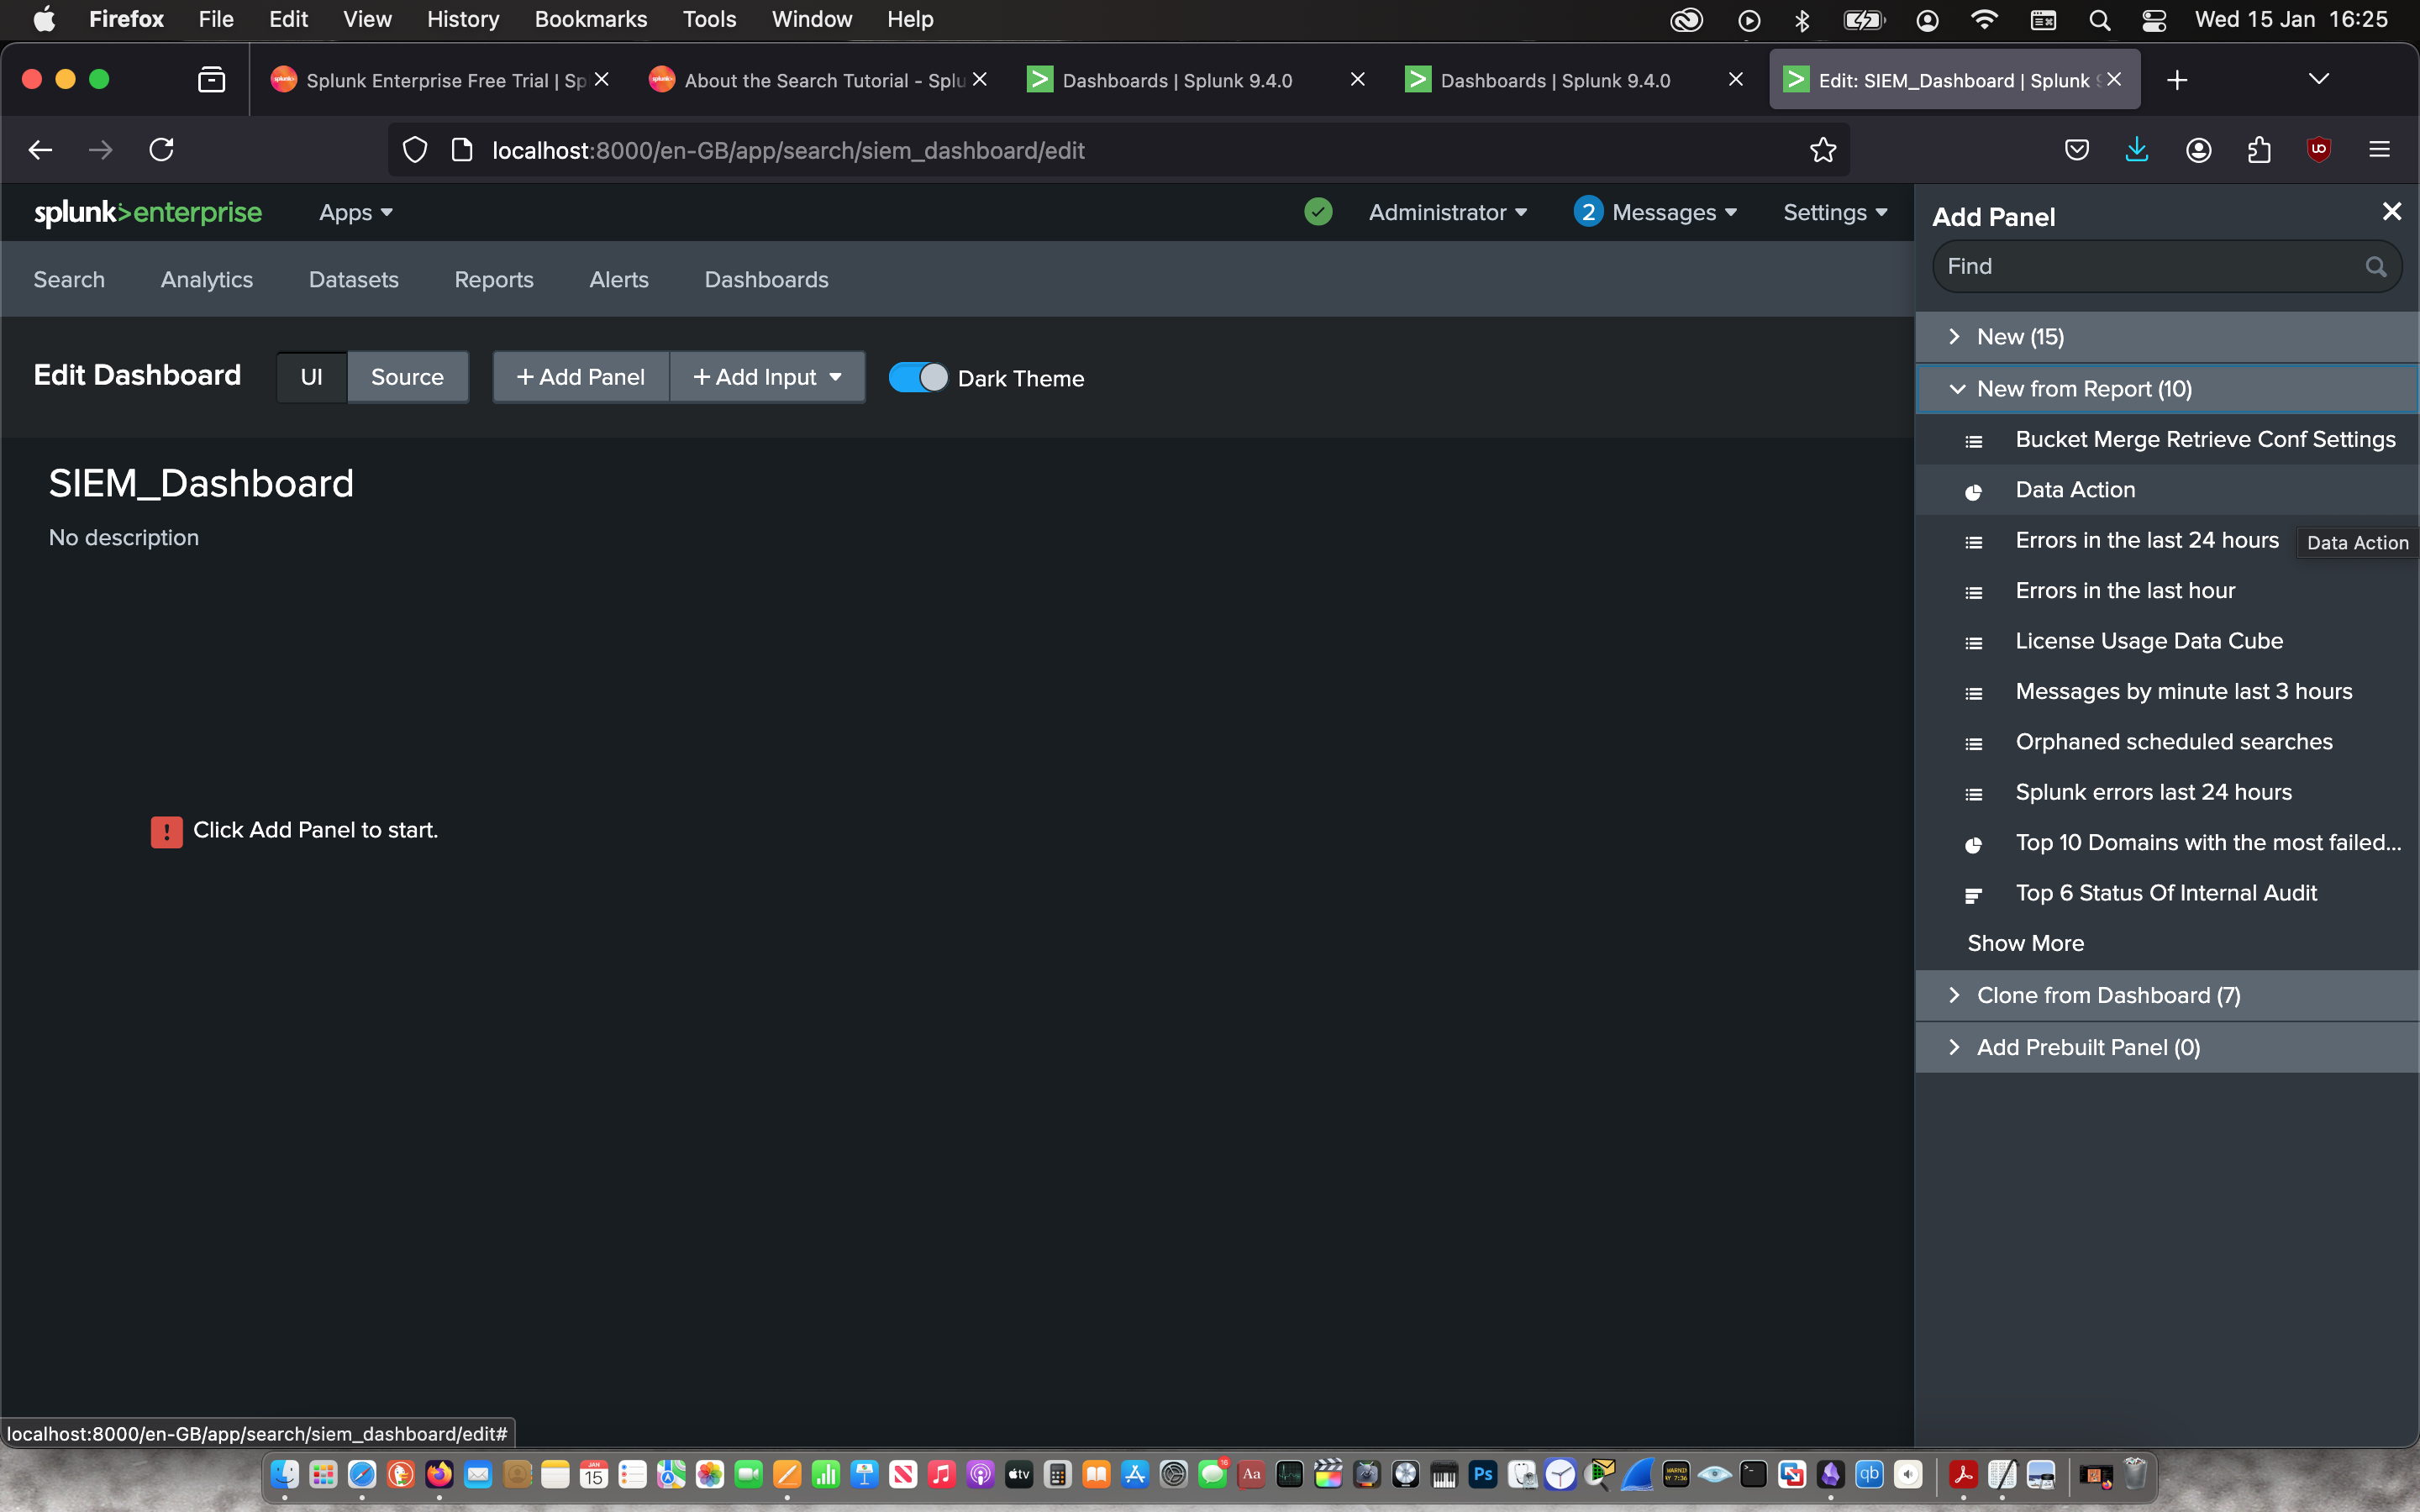 Firefox File Edit View History Bookmarks Tools Window Help Wed 15 Jan 16:25
Splunk Enterprise Free Trial | Sp About the Search Tutorial - Splu Dashboards | Splunk 9.4.0 Dashboards | Splunk 9.4.0 Edit: SIEM_Dashboard | Splunk 9
localhost:8000/en-GB/app/search/siem_dashboard/edit
splunk>enterprise Apps Administrator 2 Messages Settings
Search Analytics Datasets Reports Alerts Dashboards
Edit Dashboard UI Source + Add Panel + Add Input Dark Theme
SIEM_Dashboard
No description
! Click Add Panel to start.
Add Panel
Find
New (15)
New from Report (10)
Bucket Merge Retrieve Conf Settings
Data Action
Errors in the last 24 hours
Data Action
Errors in the last hour
License Usage Data Cube
Messages by minute last 3 hours
Orphaned scheduled searches
Splunk errors last 24 hours
Top 10 Domains with the most failed...
Top 6 Status Of Internal Audit
Show More
Clone from Dashboard (7)
Add Prebuilt Panel (0)
localhost:8000/en-GB/app/search/siem_dashboard/edit#
JAN
15
tv
16
Aa
Ps
qb